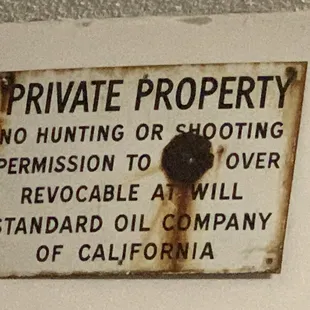 PRIVATE PROPERTY
NO HUNTING OR SHOOTING
PERMISSION TO OVER
REVOCABLE AT WILL
STANDARD OIL COMPANY
OF CALIFORNIA